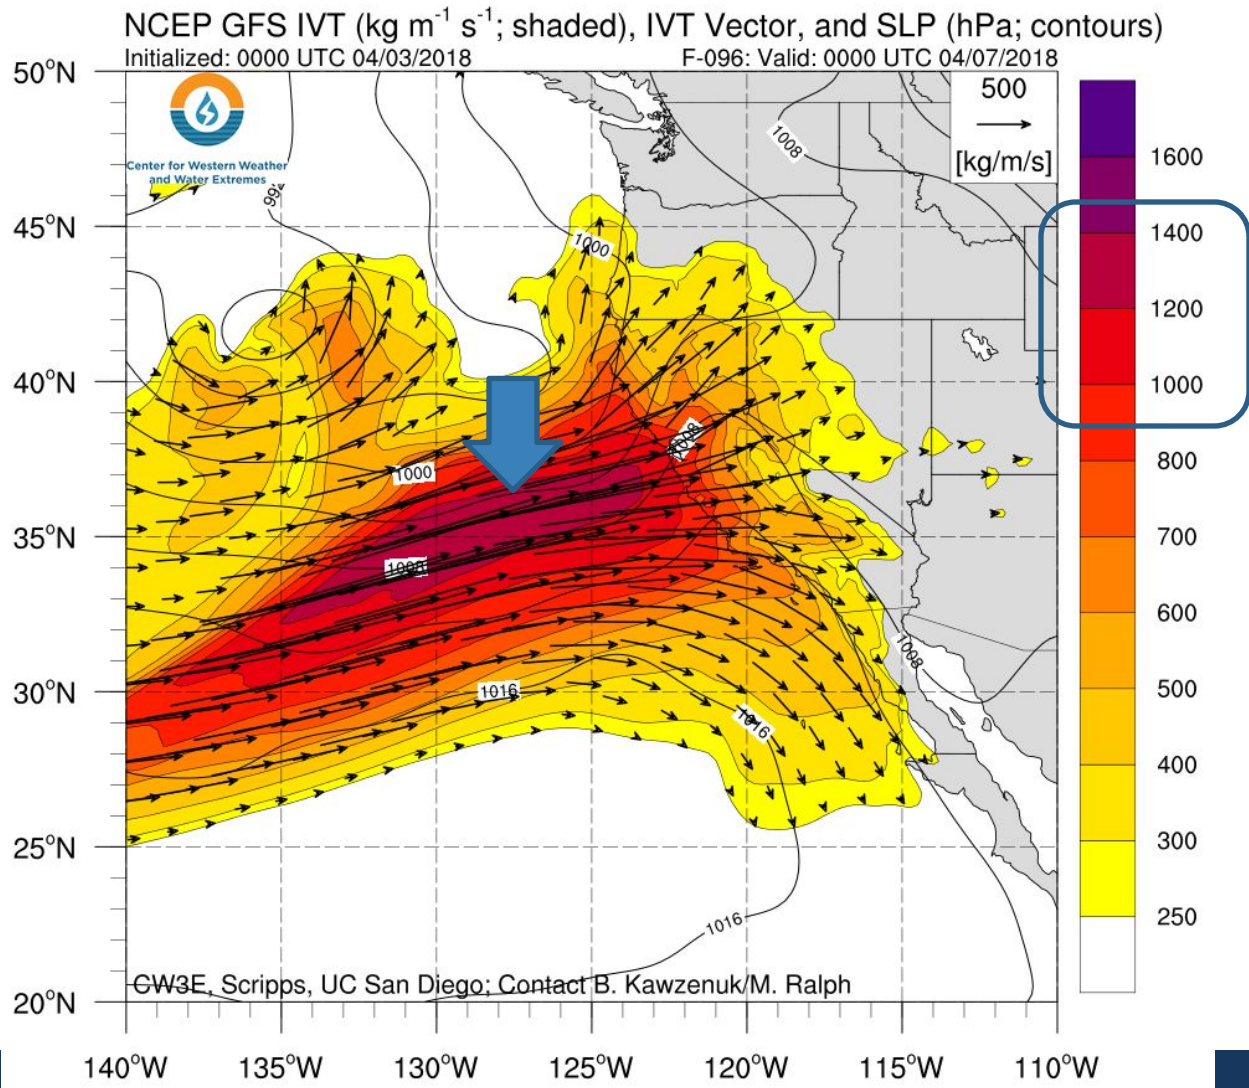 NCEP GFS IVT (kg m⁻¹ s⁻¹; shaded), IVT Vector, and SLP (hPa; contours)
Initialized: 0000 UTC 04/03/2018 F-096: Valid: 0000 UTC 04/07/2018
50°N
500
[kg/m/s]
Center for Western Weather
and Water Extremes
1008
992
1600
45°N
1400
1000
1200
40°N
1000
1008
800
1000
700
35°N
1008
600
1008
30°N
1016
500
1016
400
300
25°N
250
1016
CW3E, Scripps, UC San Diego; Contact B. Kawzenuk/M. Ralph
20°N
140°W 135°W 130°W 125°W 120°W 115°W 110°W